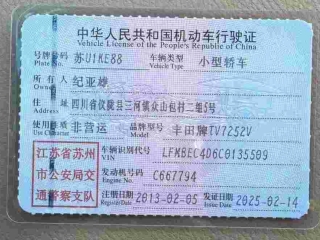 中华人民共和国机动车行驶证
Vehicle License of the People's Republic of China
号牌号码 苏U1KE88 车辆类型 小型轿车
Plate No. Vehicle Type
所有人 纪亚雄
Owner
住址 四川省仪陇县三河镇众山包村二组5号
Address
使用性质 非营运 品牌型号 丰田牌TV7252V
Use Character Model
江苏省苏州
市公安局交
通警察支队
车辆识别代号 LFMBEC4D6C0135509
VIN
发动机号码 C667794
Engine No.
注册日期 2013-02-05 发证日期 2025-02-14
Register Date Issue Date